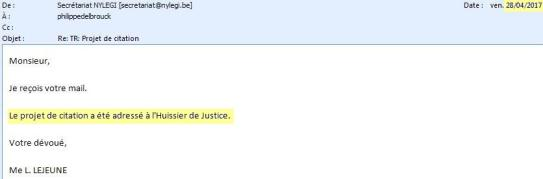 De : Secrétariat NYLEGI [secretariat@nylegi.be] Date : ven. 28/04/2017
À : philippedelbrouck
Cc :
Objet : Re: TR: Projet de citation
Monsieur,
Je reçois votre mail.
Le projet de citation a été adressé à l'Huissier de Justice.
Votre dévoué,
Me L. LEJEUNE